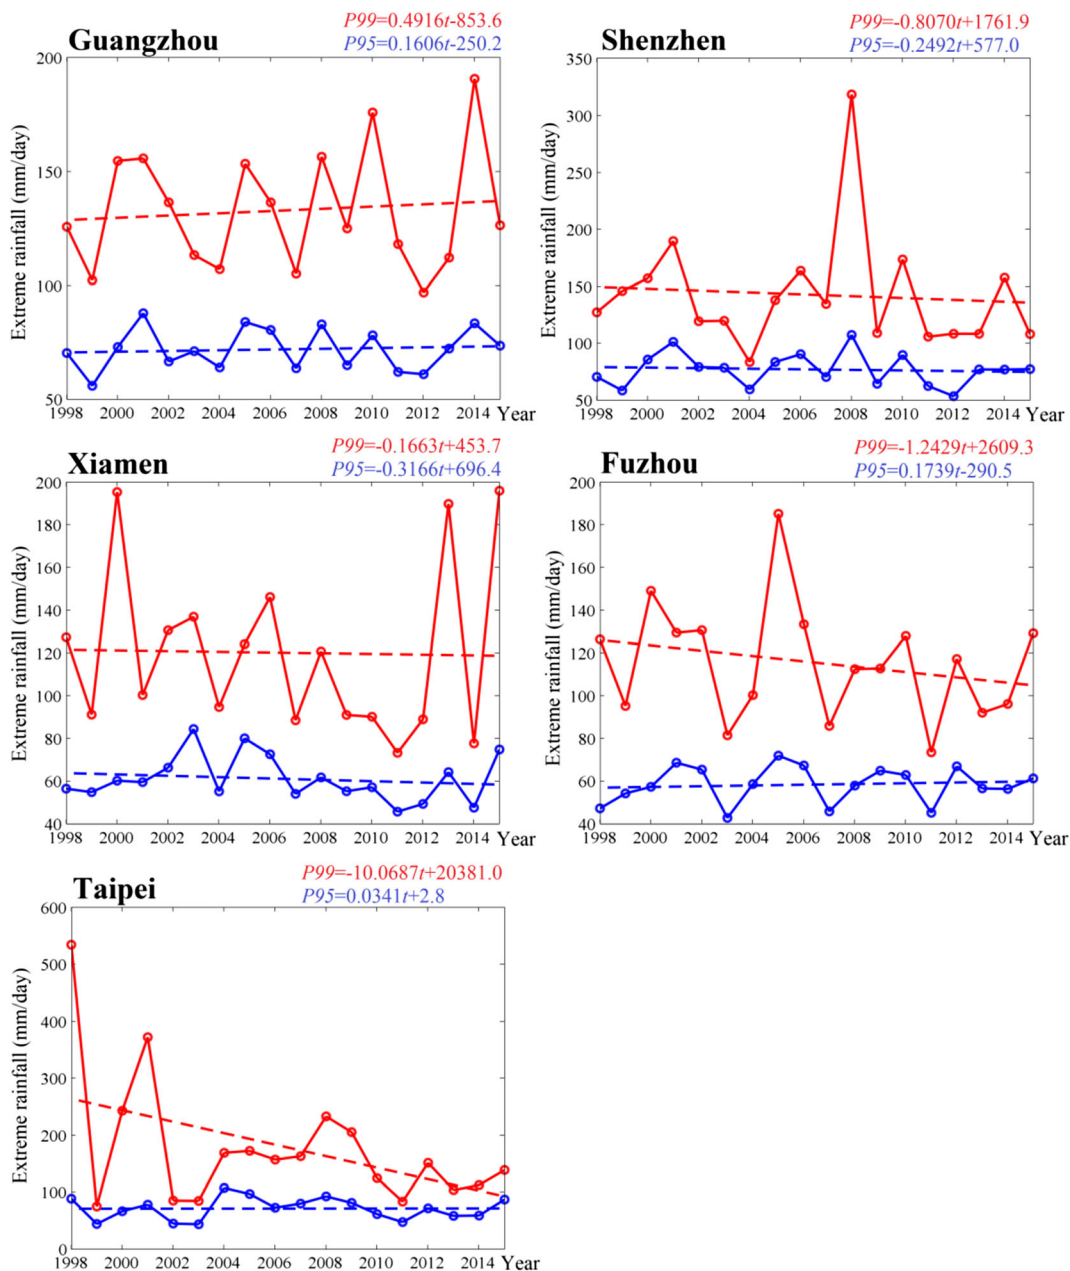 Guangzhou
P99=0.4916t-853.6
P95=0.1606t-250.2
Extreme rainfall (mm/day)
200
150
100
50
1998 2000 2002 2004 2006 2008 2010 2012 2014 Year
Shenzhen
P99=-0.8070t+1761.9
P95=-0.2492t+577.0
Extreme rainfall (mm/day)
350
300
250
200
150
100
50
1998 2000 2002 2004 2006 2008 2010 2012 2014 Year
Xiamen
P99=-0.1663t+453.7
P95=-0.3166t+696.4
Extreme rainfall (mm/day)
200
180
160
140
120
100
80
60
40
1998 2000 2002 2004 2006 2008 2010 2012 2014 Year
Fuzhou
P99=-1.2429t+2609.3
P95=0.1739t-290.5
Extreme rainfall (mm/day)
200
180
160
140
120
100
80
60
40
1998 2000 2002 2004 2006 2008 2010 2012 2014 Year
Taipei
P99=-10.0687t+20381.0
P95=0.0341t+2.8
Extreme rainfall (mm/day)
600
500
400
300
200
100
0
1998 2000 2002 2004 2006 2008 2010 2012 2014 Year